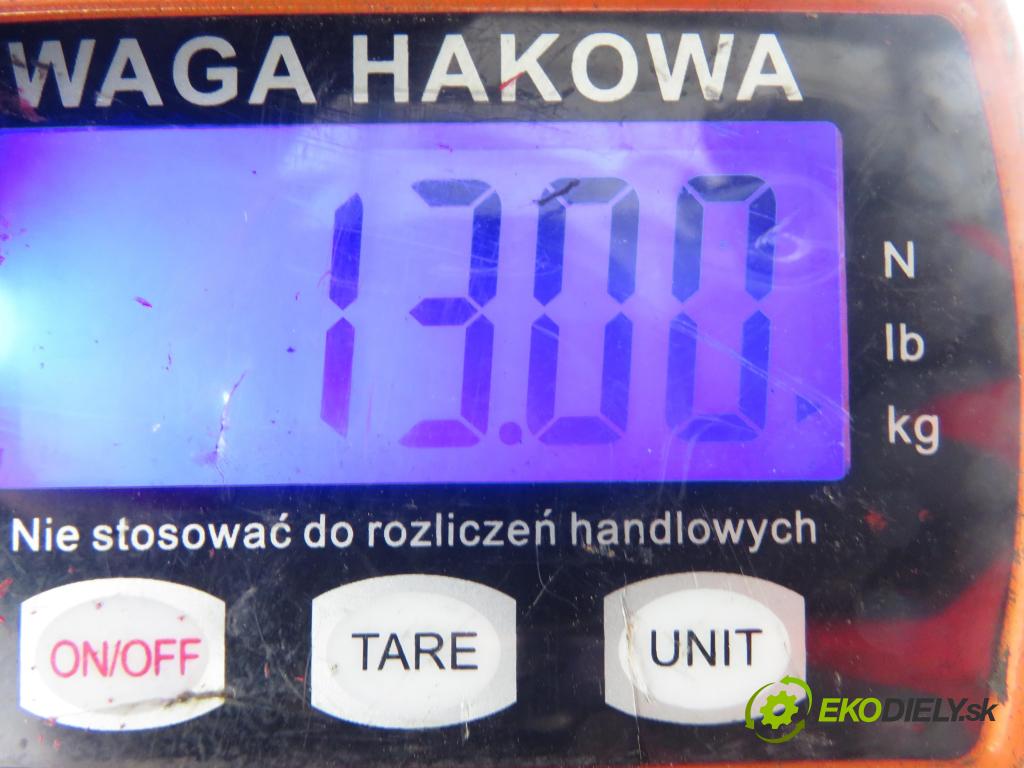 WAGA HAKOWA
13.00
N
lb
kg
Nie stosować do rozliczeń handlowych
ON/OFF TARE UNIT
EKODIELY.sk